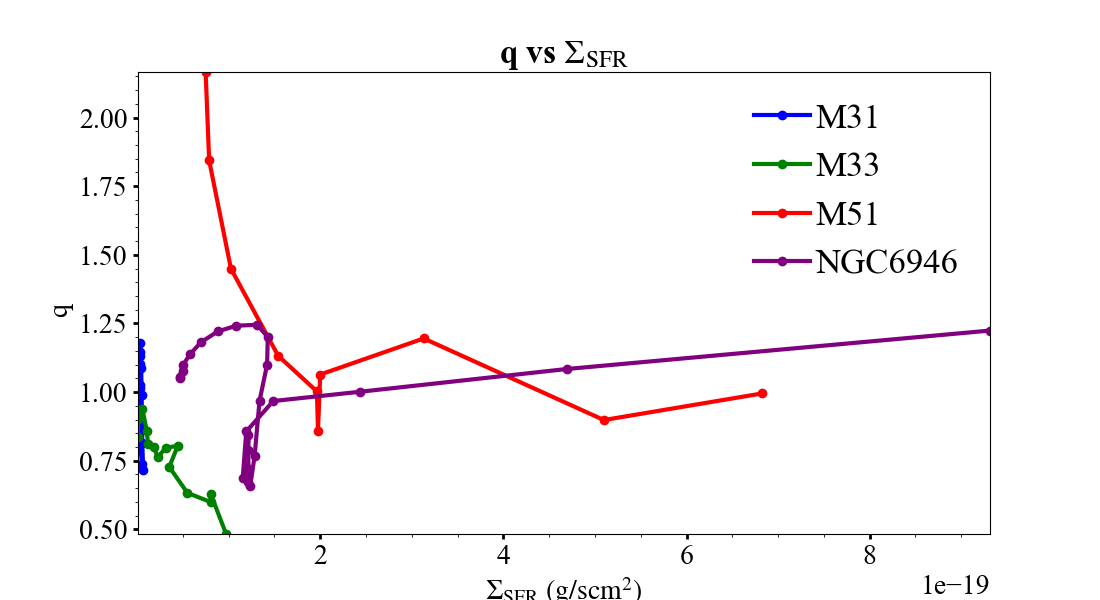 q vs Σ_SFR
2.00
1.75
1.50
1.25
1.00
0.75
0.50
q
M31
M33
M51
NGC6946
2 4 6 8
1e−19
Σ_SFR (g/scm²)